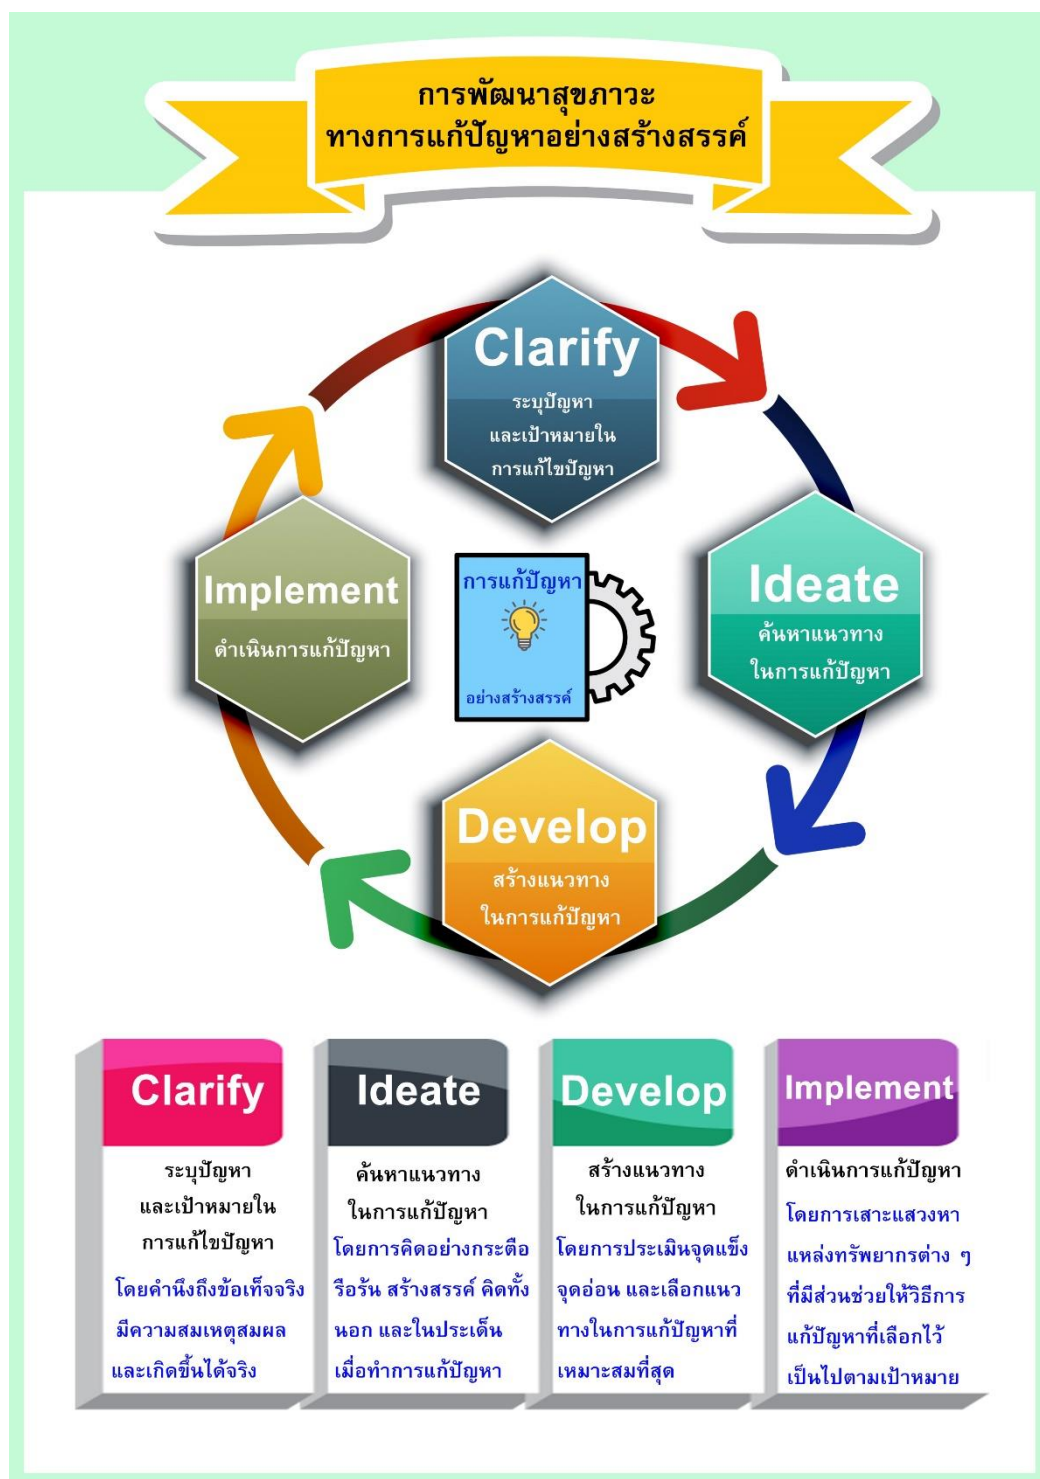 การพัฒนาสุขภาวะ
ทางการแก้ปัญหาอย่างสร้างสรรค์
Clarify
ระบุปัญหา
และเป้าหมายใน
การแก้ไขปัญหา
Ideate
ค้นหาแนวทาง
ในการแก้ปัญหา
Develop
สร้างแนวทาง
ในการแก้ปัญหา
Implement
ดำเนินการแก้ปัญหา
การแก้ปัญหา
อย่างสร้างสรรค์
Clarify
ระบุปัญหา
และเป้าหมายใน
การแก้ไขปัญหา
โดยคำนึงถึงข้อเท็จจริง
มีความสมเหตุสมผล
และเกิดขึ้นได้จริง
Ideate
ค้นหาแนวทาง
ในการแก้ปัญหา
โดยการคิดอย่างกระตือ
รือร้น สร้างสรรค์ คิดทั้ง
นอก และในประเด็น
เมื่อทำการแก้ปัญหา
Develop
สร้างแนวทาง
ในการแก้ปัญหา
โดยการประเมินจุดแข็ง
จุดอ่อน และเลือกแนว
ทางในการแก้ปัญหาที่
เหมาะสมที่สุด
Implement
ดำเนินการแก้ปัญหา
โดยการเสาะแสวงหา
แหล่งทรัพยากรต่าง ๆ
ที่มีส่วนช่วยให้วิธีการ
แก้ปัญหาที่เลือกไว้
เป็นไปตามเป้าหมาย